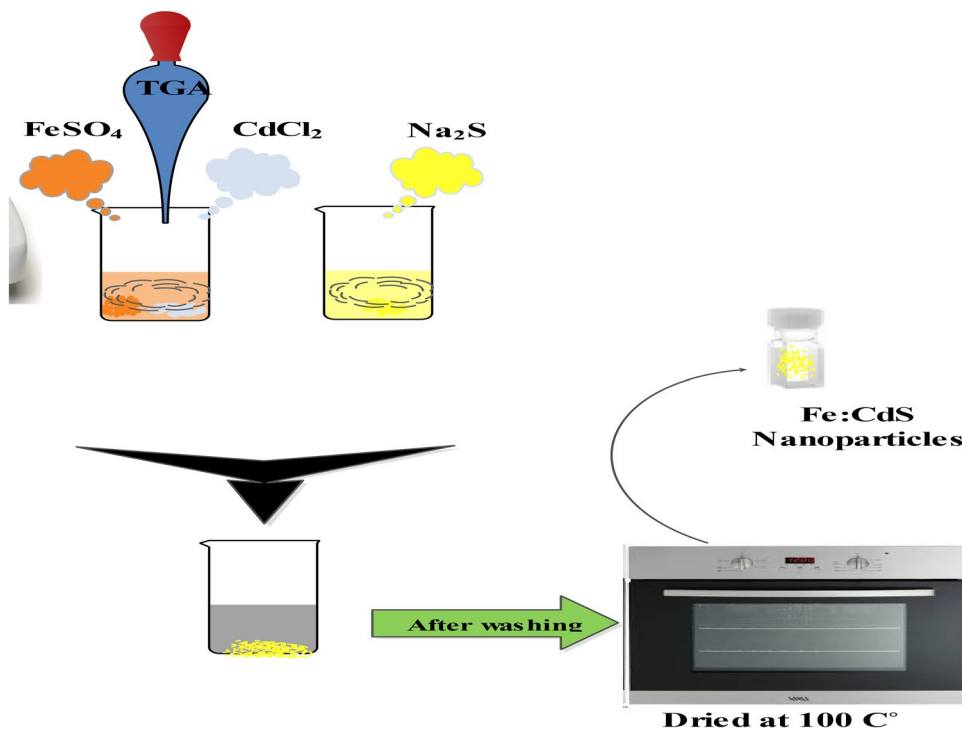 TGA
FeSO₄
CdCl₂
Na₂S
Fe:CdS
Nanoparticles
After washing
Dried at 100 C°